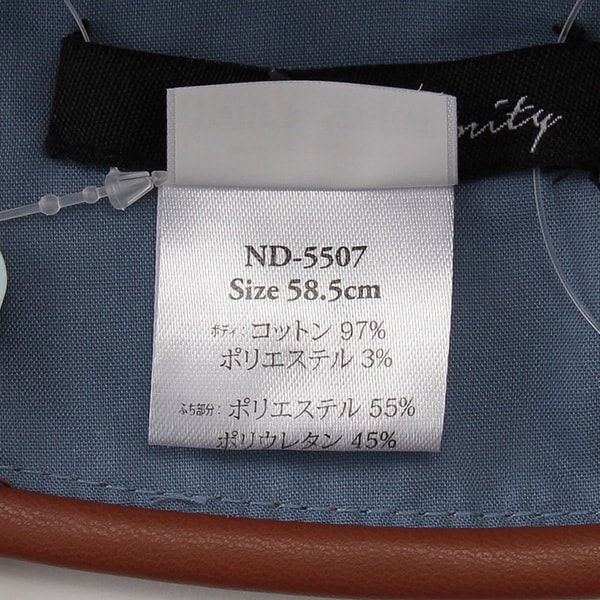 mity
ND-5507
Size 58.5cm
ボディ：コットン 97%
ポリエステル 3%
ふち部分：ポリエステル 55%
ポリウレタン 45%